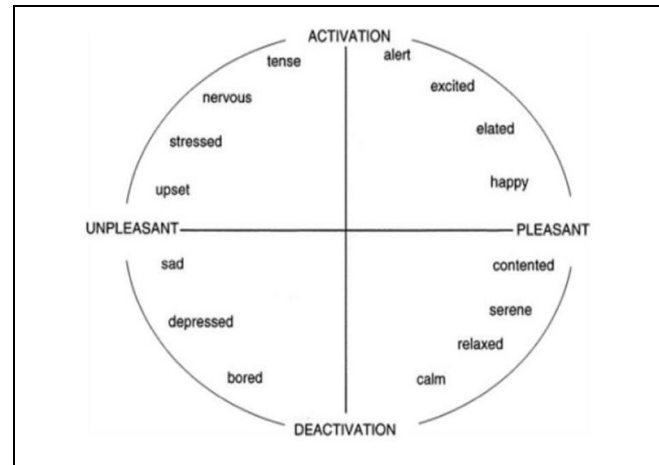 ACTIVATION
tense
alert
nervous
excited
stressed
elated
upset
happy
UNPLEASANT
PLEASANT
sad
contented
depressed
serene
relaxed
bored
calm
DEACTIVATION